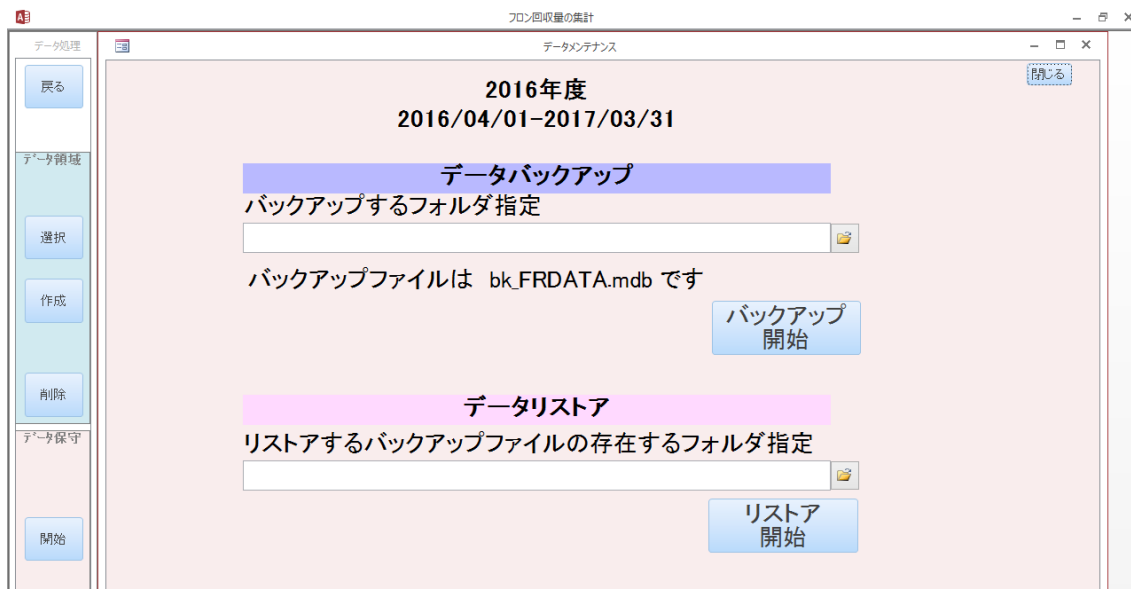 フロン回収量の集計
データ処理
データメンテナンス
戻る
閉じる
2016年度
2016/04/01-2017/03/31
データ領域
データバックアップ
バックアップするフォルダ指定
選択
バックアップファイルは bk_FRDATA.mdb です
作成
バックアップ
開始
削除
データリストア
データ保守
リストアするバックアップファイルの存在するフォルダ指定
リストア
開始
開始